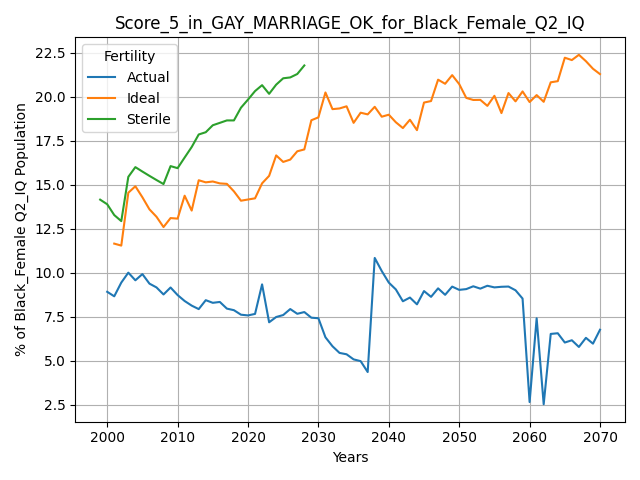 Score_5_in_GAY_MARRIAGE_OK_for_Black_Female_Q2_IQ
Fertility
Actual
Ideal
Sterile
% of Black_Female Q2_IQ Population
22.5
20.0
17.5
15.0
12.5
10.0
7.5
5.0
2.5
2000 2010 2020 2030 2040 2050 2060 2070
Years